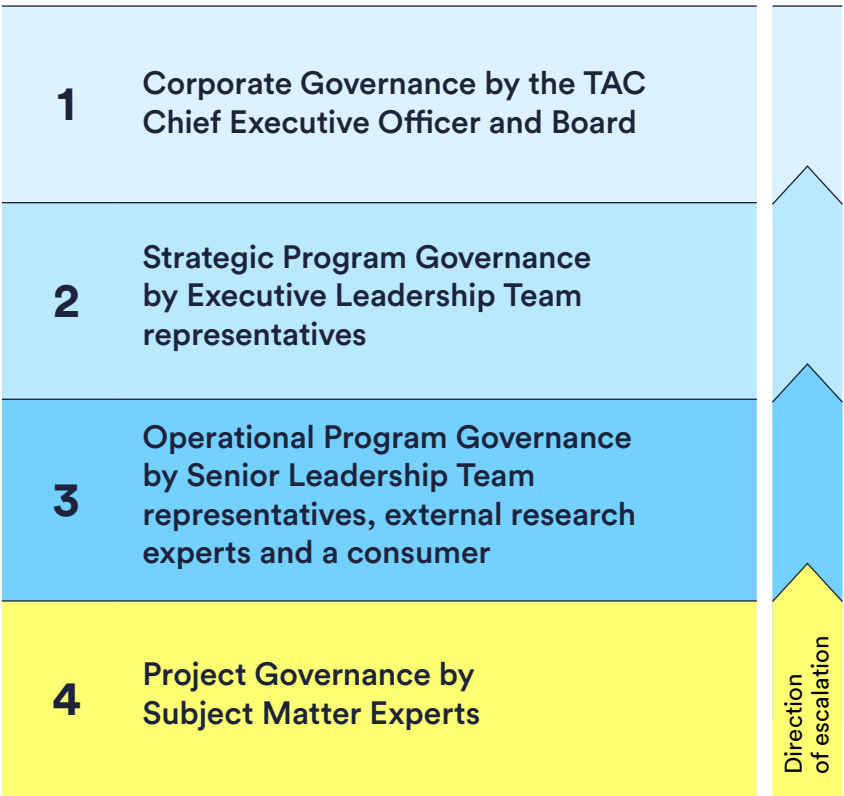 1
Corporate Governance by the TAC
Chief Executive Officer and Board
2
Strategic Program Governance
by Executive Leadership Team
representatives
3
Operational Program Governance
by Senior Leadership Team
representatives, external research
experts and a consumer
4
Project Governance by
Subject Matter Experts
Direction
of escalation